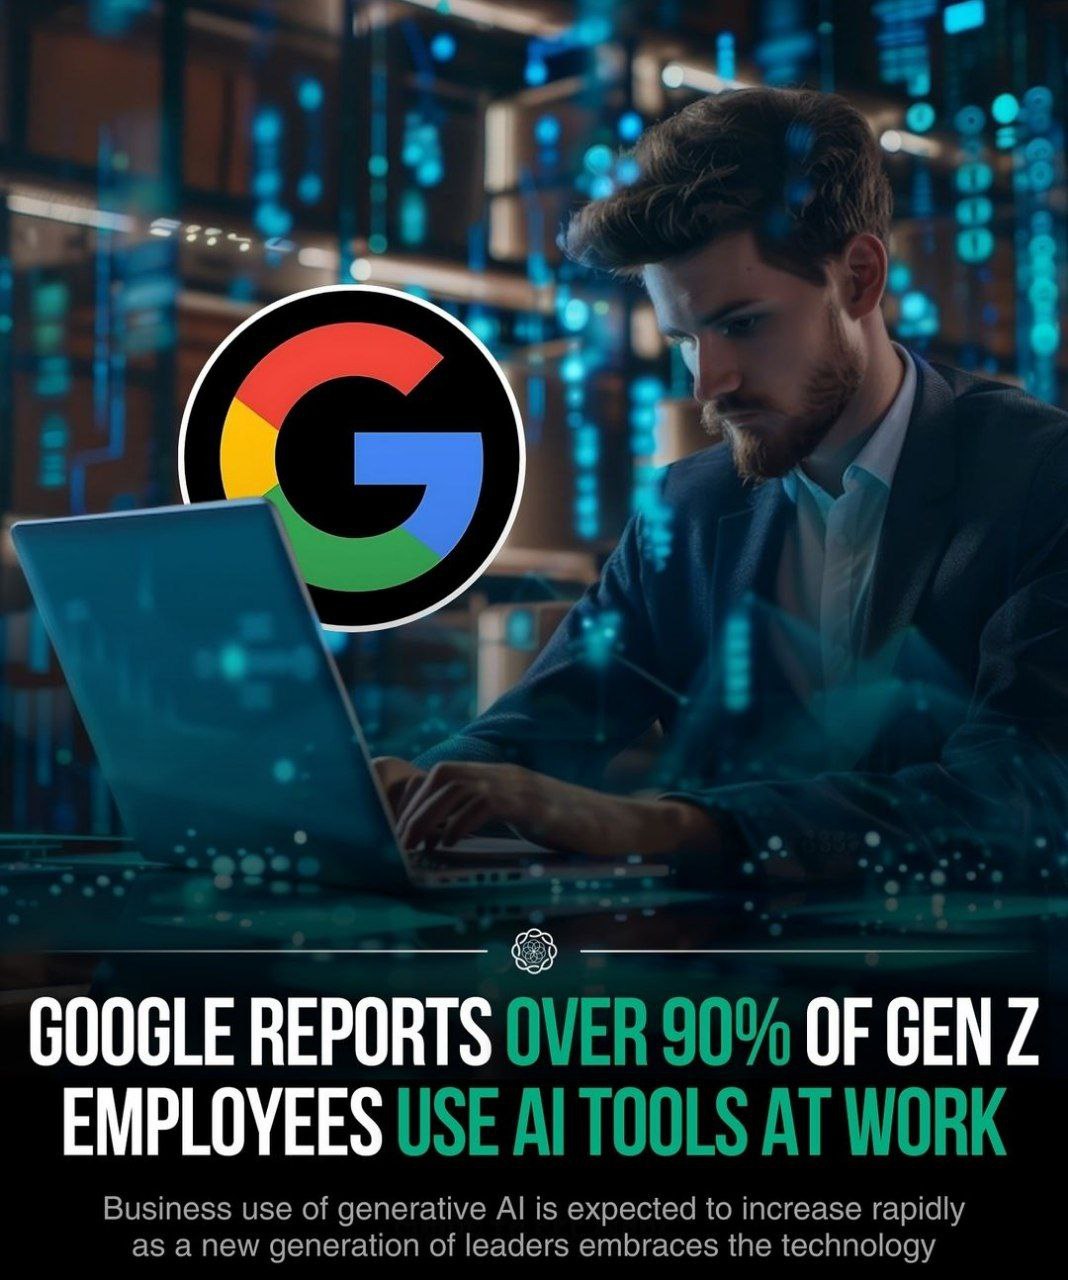 GOOGLE REPORTS OVER 90% OF GEN Z
EMPLOYEES USE AI TOOLS AT WORK
Business use of generative AI is expected to increase rapidly
as a new generation of leaders embraces the technology